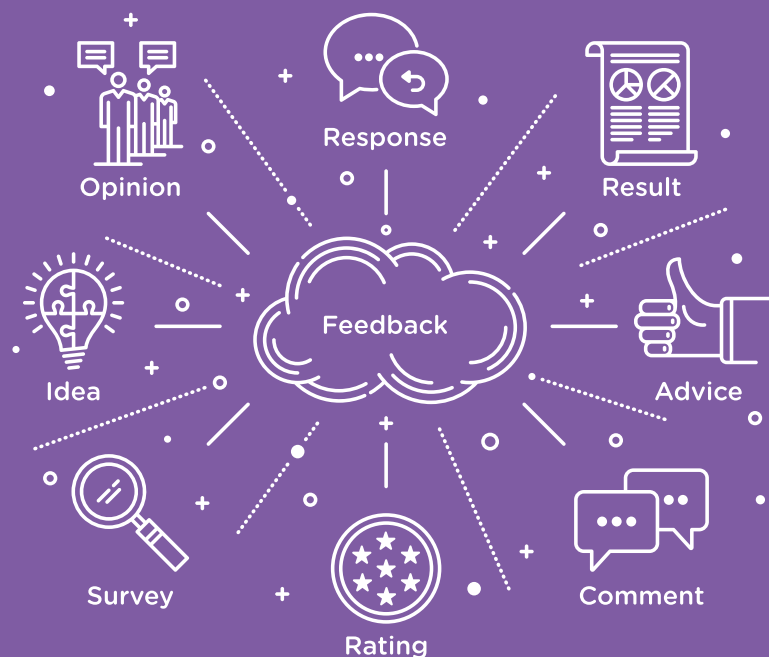 Response
Opinion
Result
Feedback
Idea
Advice
Survey
Comment
Rating